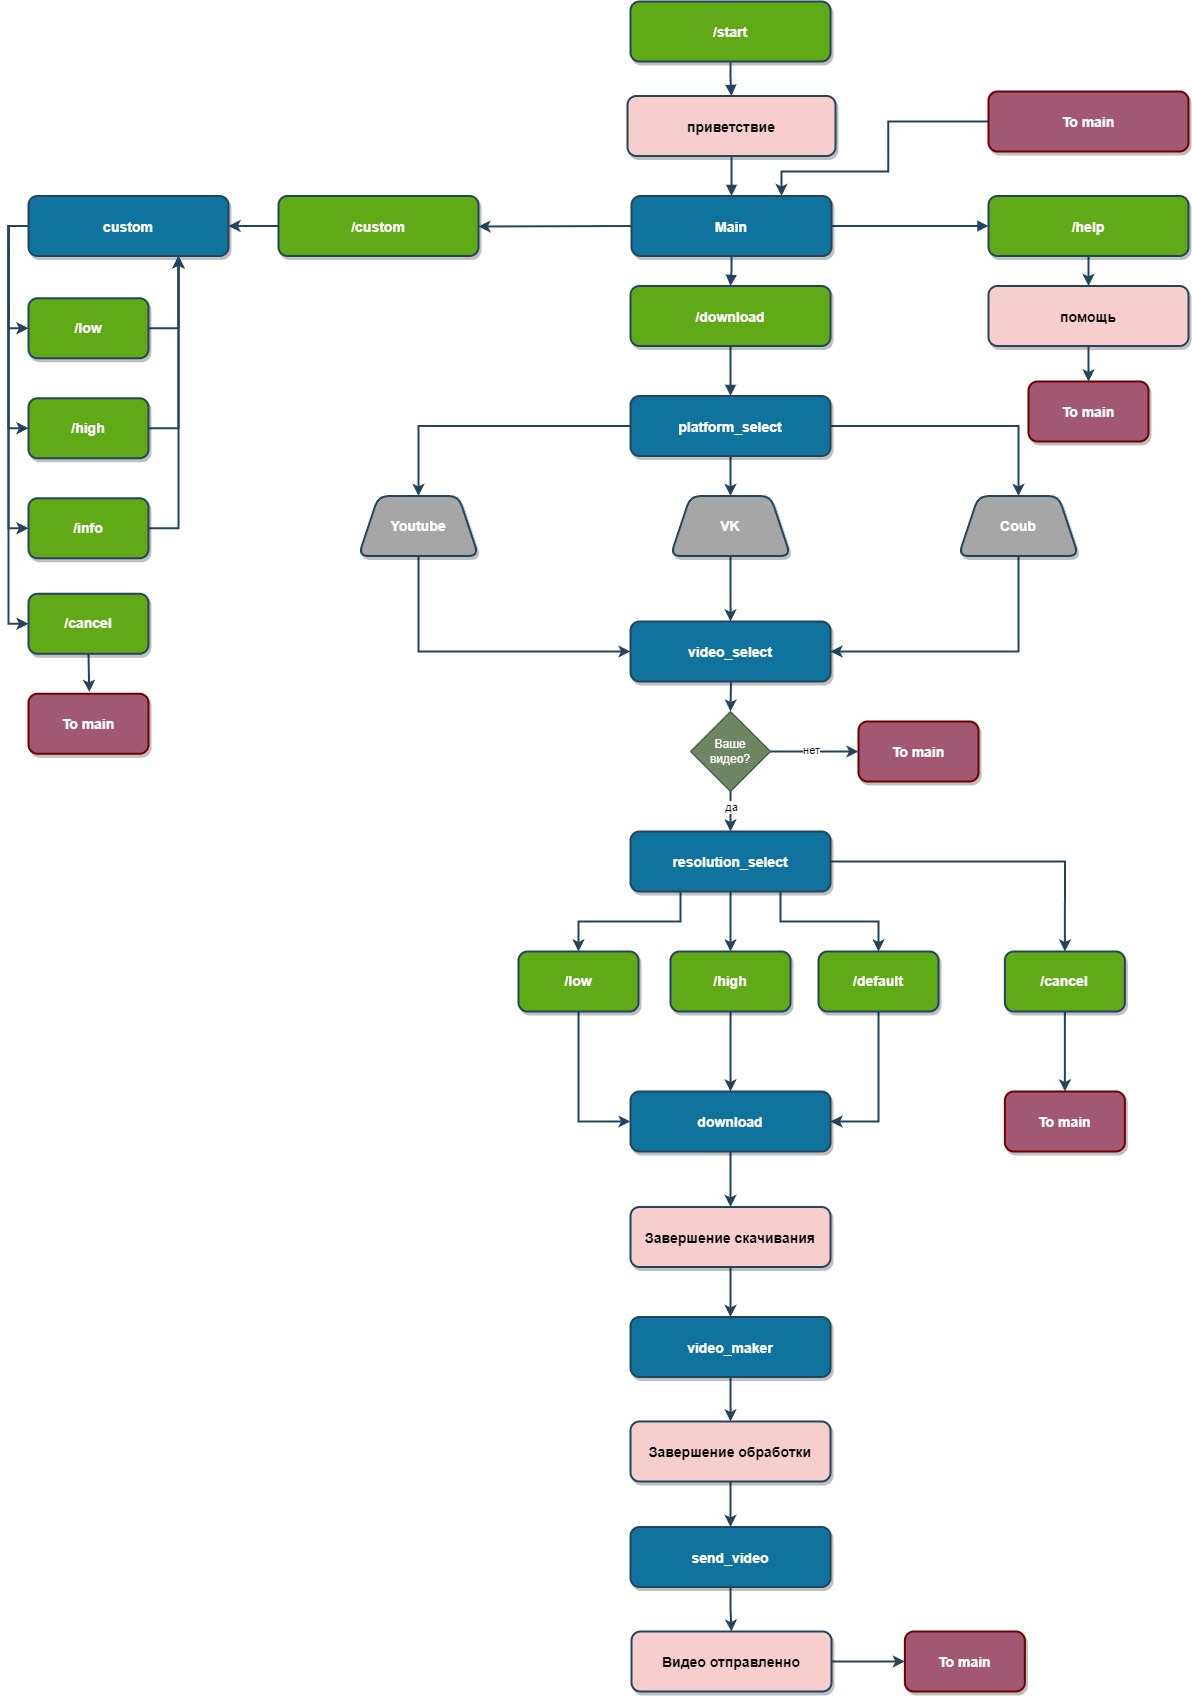 /start
приветствие
To main
custom
/custom
Main
/help
/low
/download
помощь
/high
platform_select
To main
/info
Youtube
VK
Coub
/cancel
video_select
To main
Ваше
видео?
нет
To main
да
resolution_select
/low
/high
/default
/cancel
download
To main
Завершение скачивания
video_maker
Завершение обработки
send_video
Видео отправленно
To main